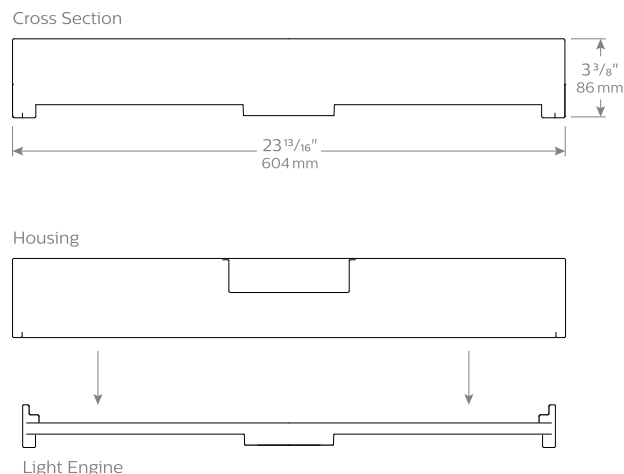 Cross Section
3 3/8"
86 mm
23 13/16"
604 mm
Housing
Light Engine